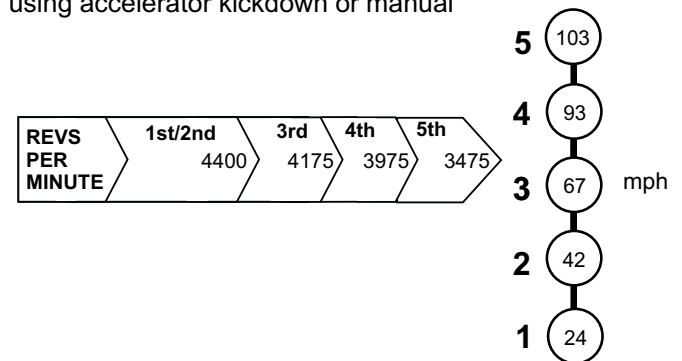 using accelerator kickdown or manual
5 103
4 93
REVS PER MINUTE
1st/2nd 3rd 4th 5th
4400 4175 3975 3475
3 67 mph
2 42
1 24